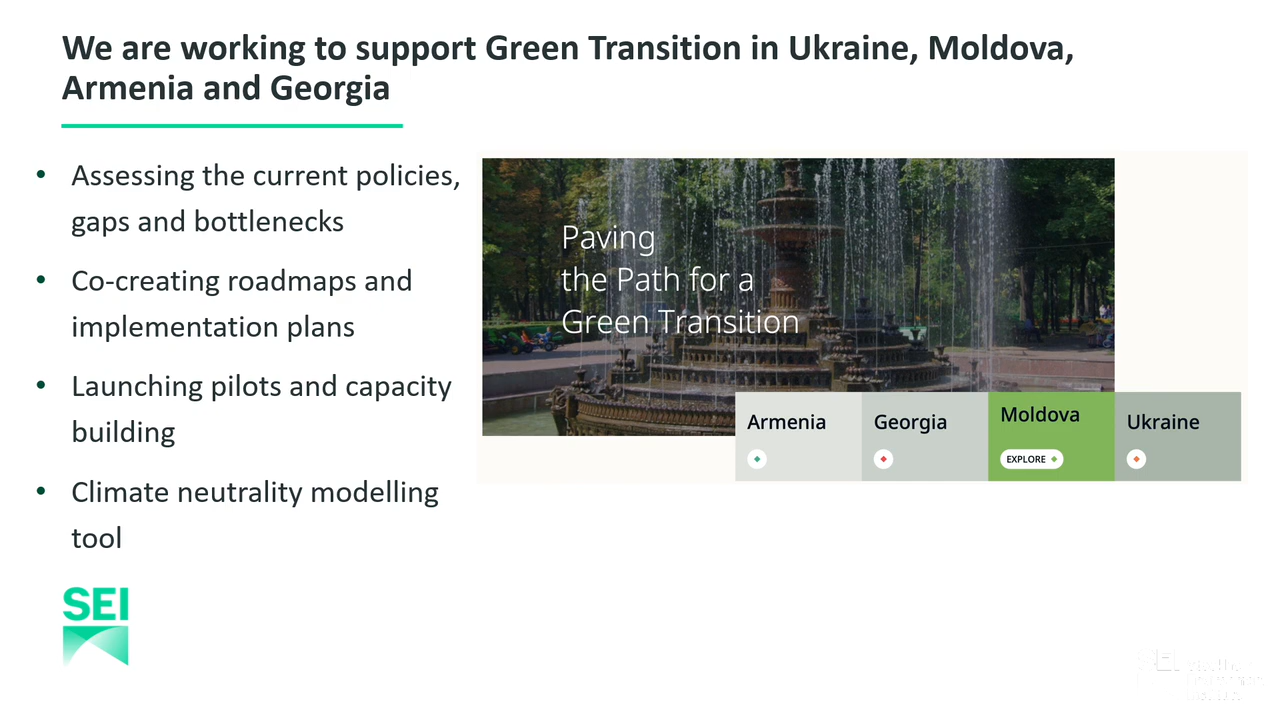 We are working to support Green Transition in Ukraine, Moldova,
Armenia and Georgia
• Assessing the current policies,
gaps and bottlenecks
• Co-creating roadmaps and
implementation plans
• Launching pilots and capacity
building
• Climate neutrality modelling
tool
Paving
the Path for a
Green Transition
Armenia
Georgia
Moldova
Ukraine
EXPLORE
SEI